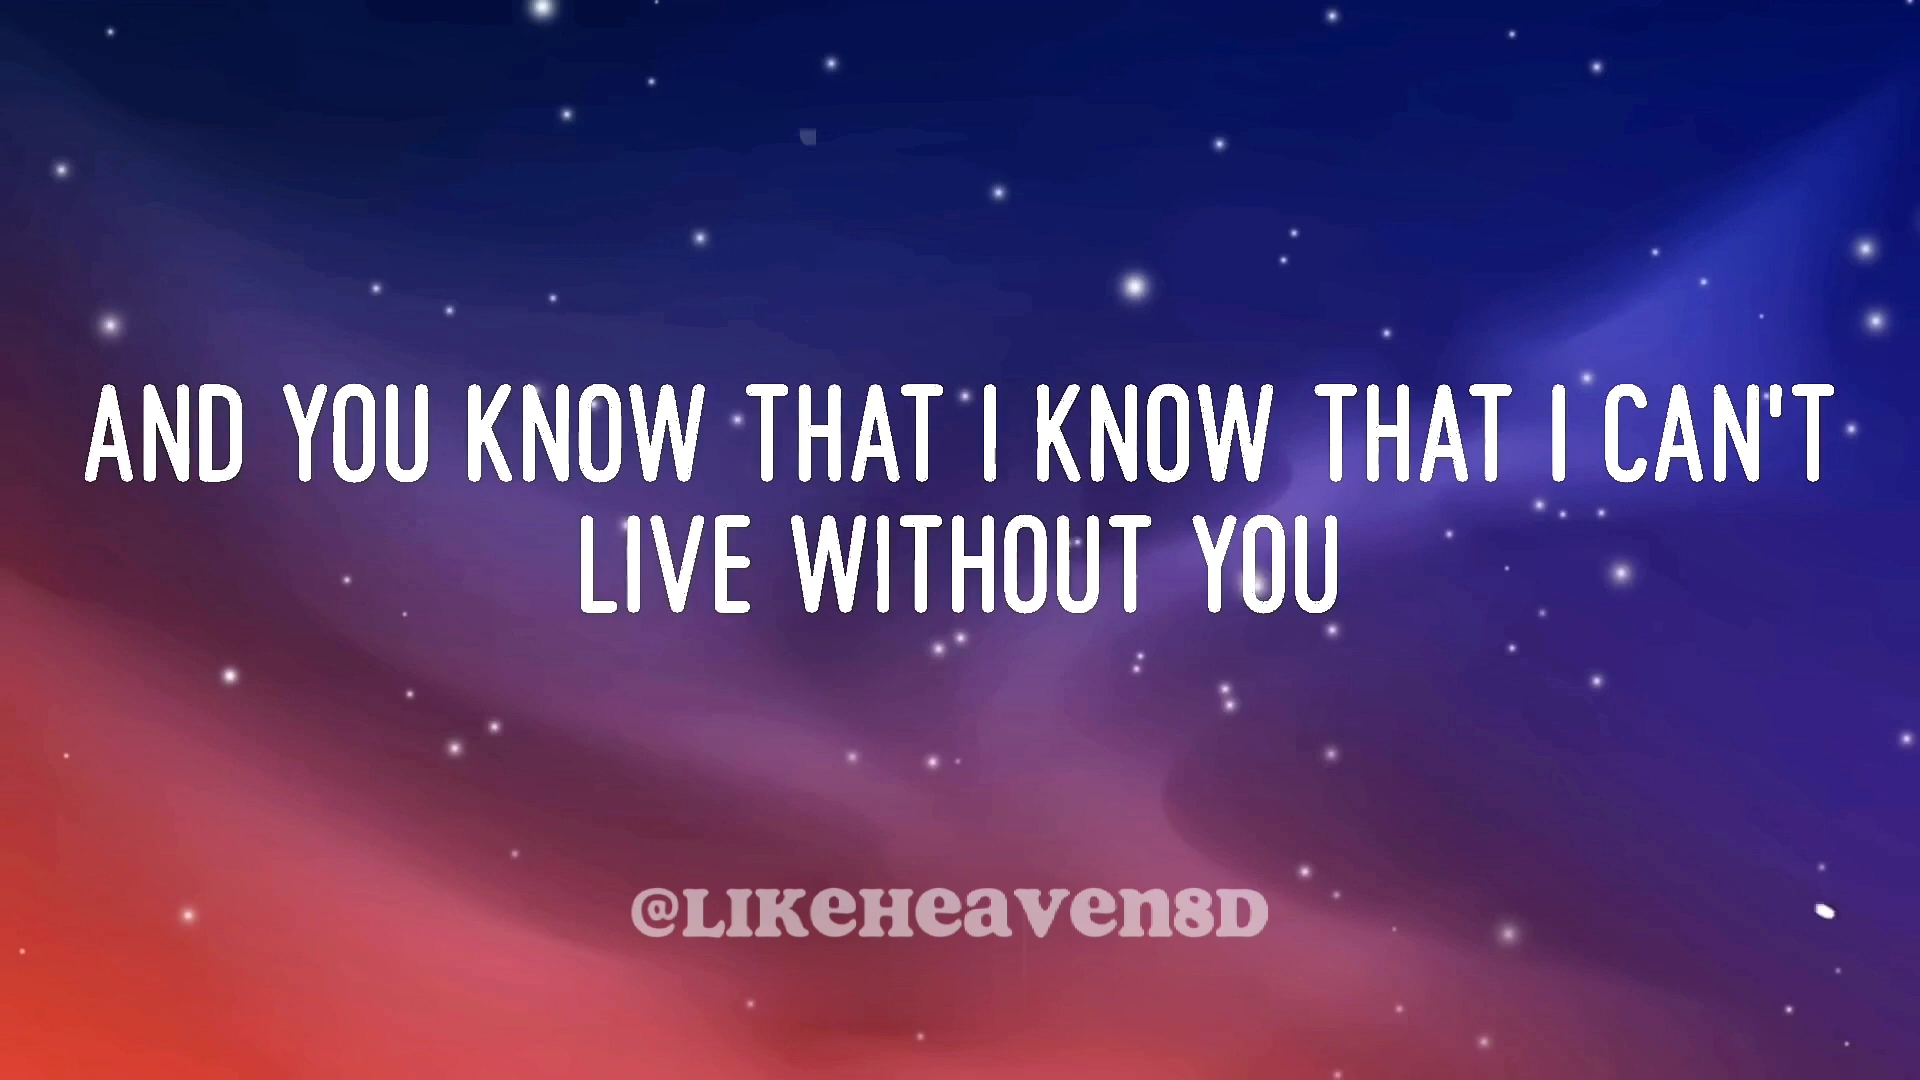 AND YOU KNOW THAT I KNOW THAT I CAN'T
LIVE WITHOUT YOU
@LIKEHEAVEN8D